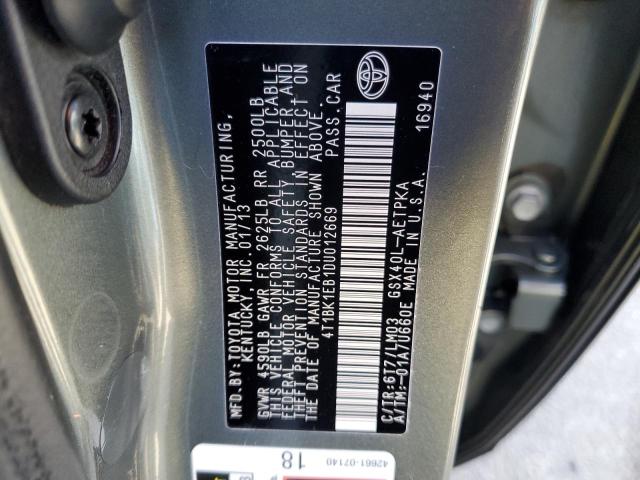 MFD. BY: TOYOTA MOTOR MANUFACTURING,
KENTUCKY, INC. 01/13
GVWR 4590LB GAWR FR 2625LB RR 2500LB
THIS VEHICLE CONFORMS TO ALL APPLICABLE
FEDERAL MOTOR VEHICLE SAFETY, BUMPER, AND
THEFT PREVENTION STANDARDS IN EFFECT ON
THE DATE OF MANUFACTURE SHOWN ABOVE.
4T1BK1EB1DU012669 PASS. CAR
C/TR:6T7/LM03 GSX40L-AETPKA
A/TM:-01A/U660E MADE IN U.S.A.
16940
42661-07140
18